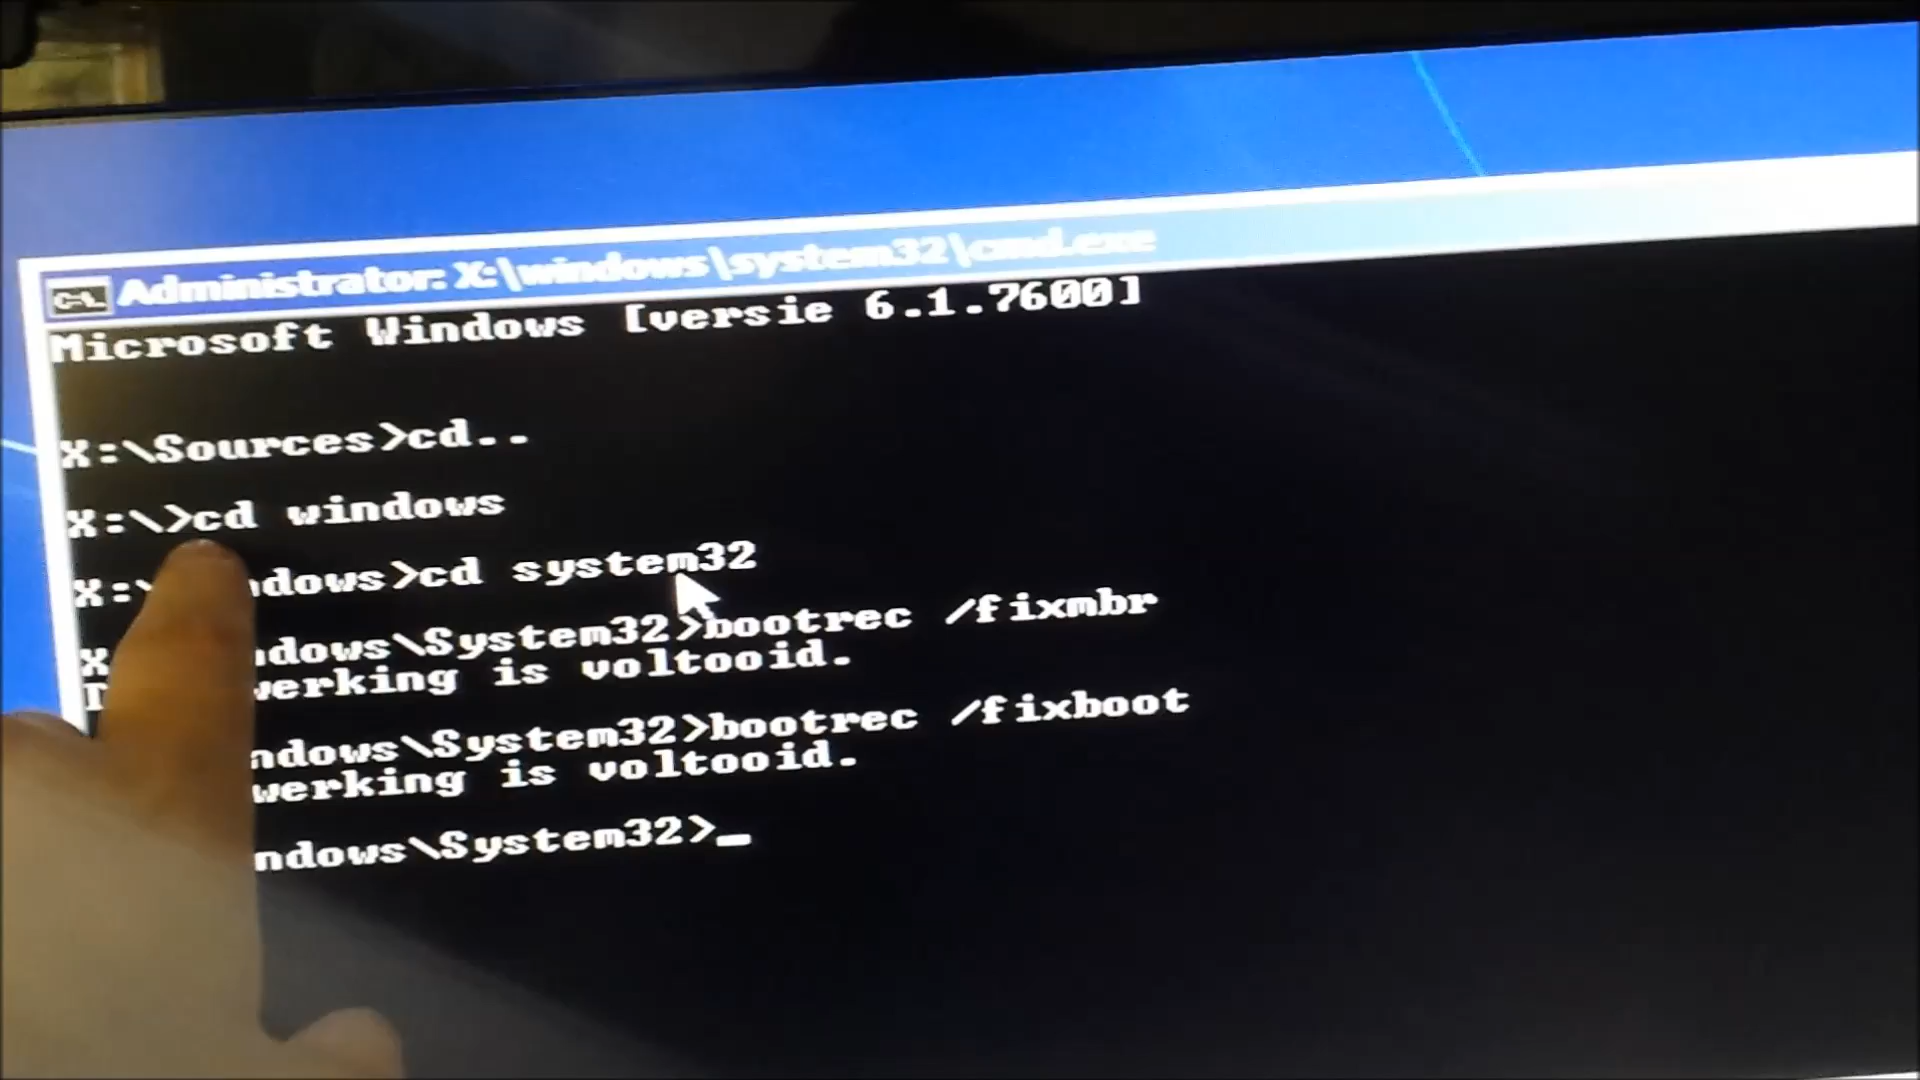 Administrator: X:\windows\system32\cmd.exe
Microsoft Windows [versie 6.1.7600]
X:\Sources>cd..
X:\>cd windows
X:\ ndows>cd system32
X ndows\System32>bootrec /fixmbr
T werking is voltooid.
ndows\System32>bootrec /fixboot
werking is voltooid.
ndows\System32>_